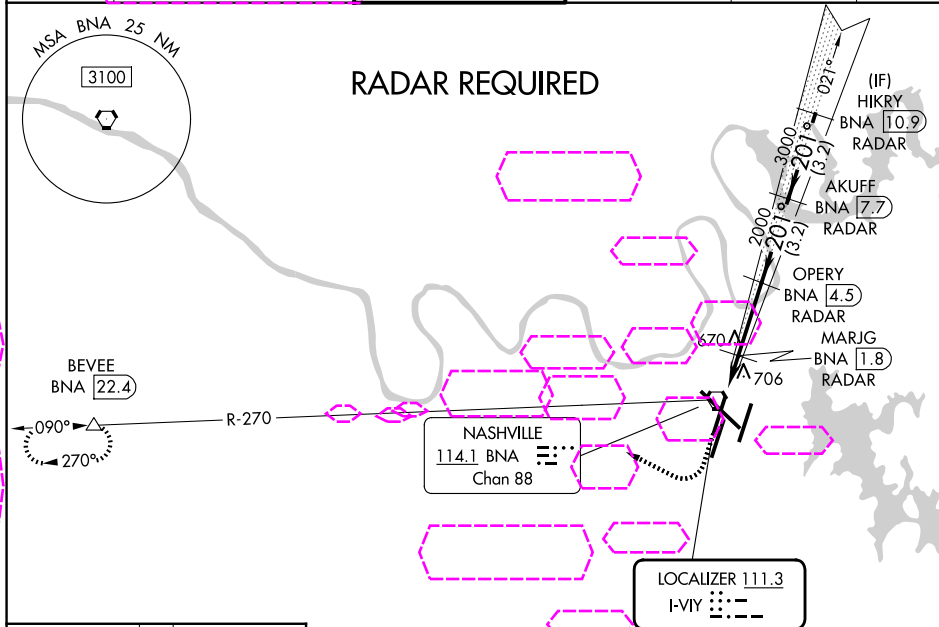 MSA BNA 25 NM
3100
RADAR REQUIRED
021°
(IF)
HIKRY
BNA 10.9
RADAR
3000
201°
(3.2)
AKUFF
BNA 7.7
RADAR
2000
201°
(3.2)
OPERY
BNA 4.5
RADAR
670
MARJG
BNA 1.8
RADAR
706
BEVEE
BNA 22.4
090°
270°
R-270
NASHVILLE
114.1 BNA
Chan 88
LOCALIZER 111.3
I-VIY